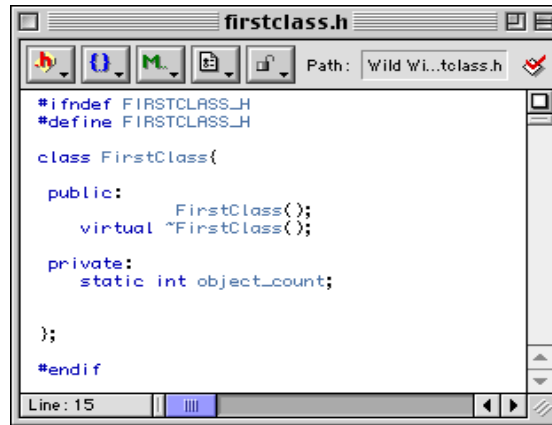 firstclass.h
.h {} M... Path: Wild Wi...tclass.h
#ifndef FIRSTCLASS_H
#define FIRSTCLASS_H
class FirstClass{
public:
FirstClass();
virtual ~FirstClass();
private:
static int object_count;
};
#endif
Line: 15